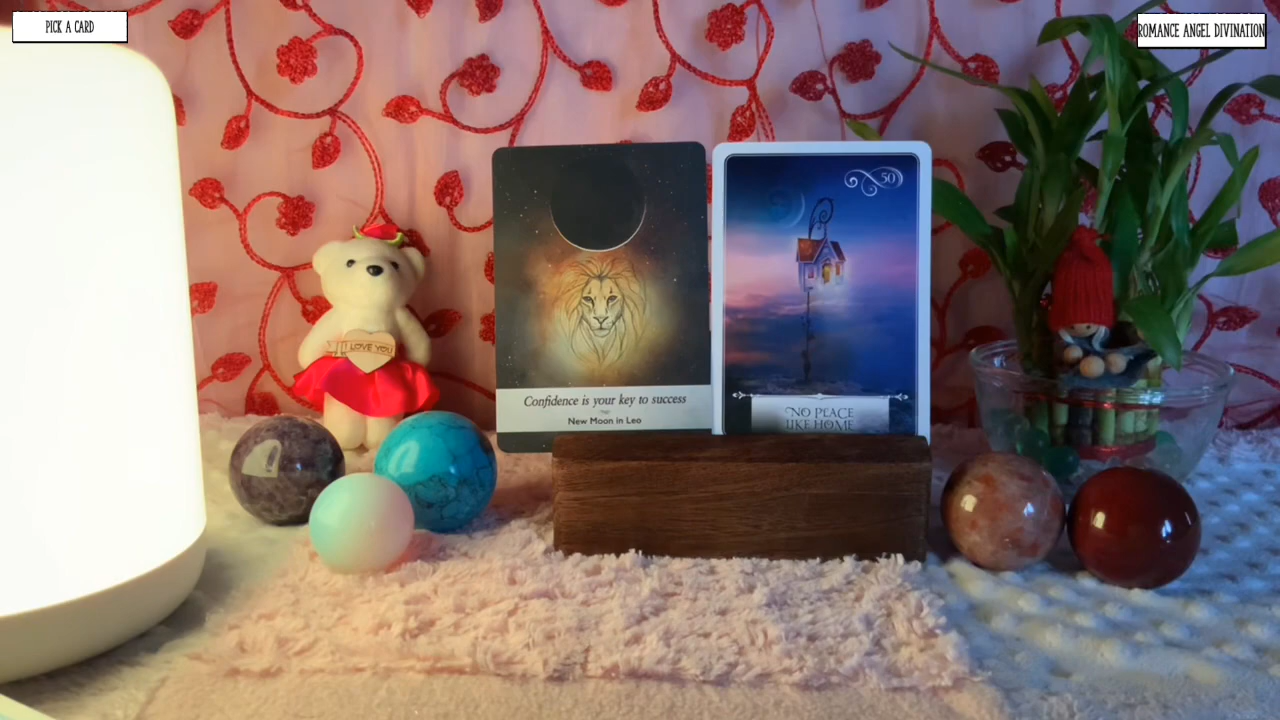 PICK A CARD
ROMANCE ANGEL DIVINATION
50
I LOVE YOU
Confidence is your key to success
New Moon in Leo
NO PLACE
LIKE HOME